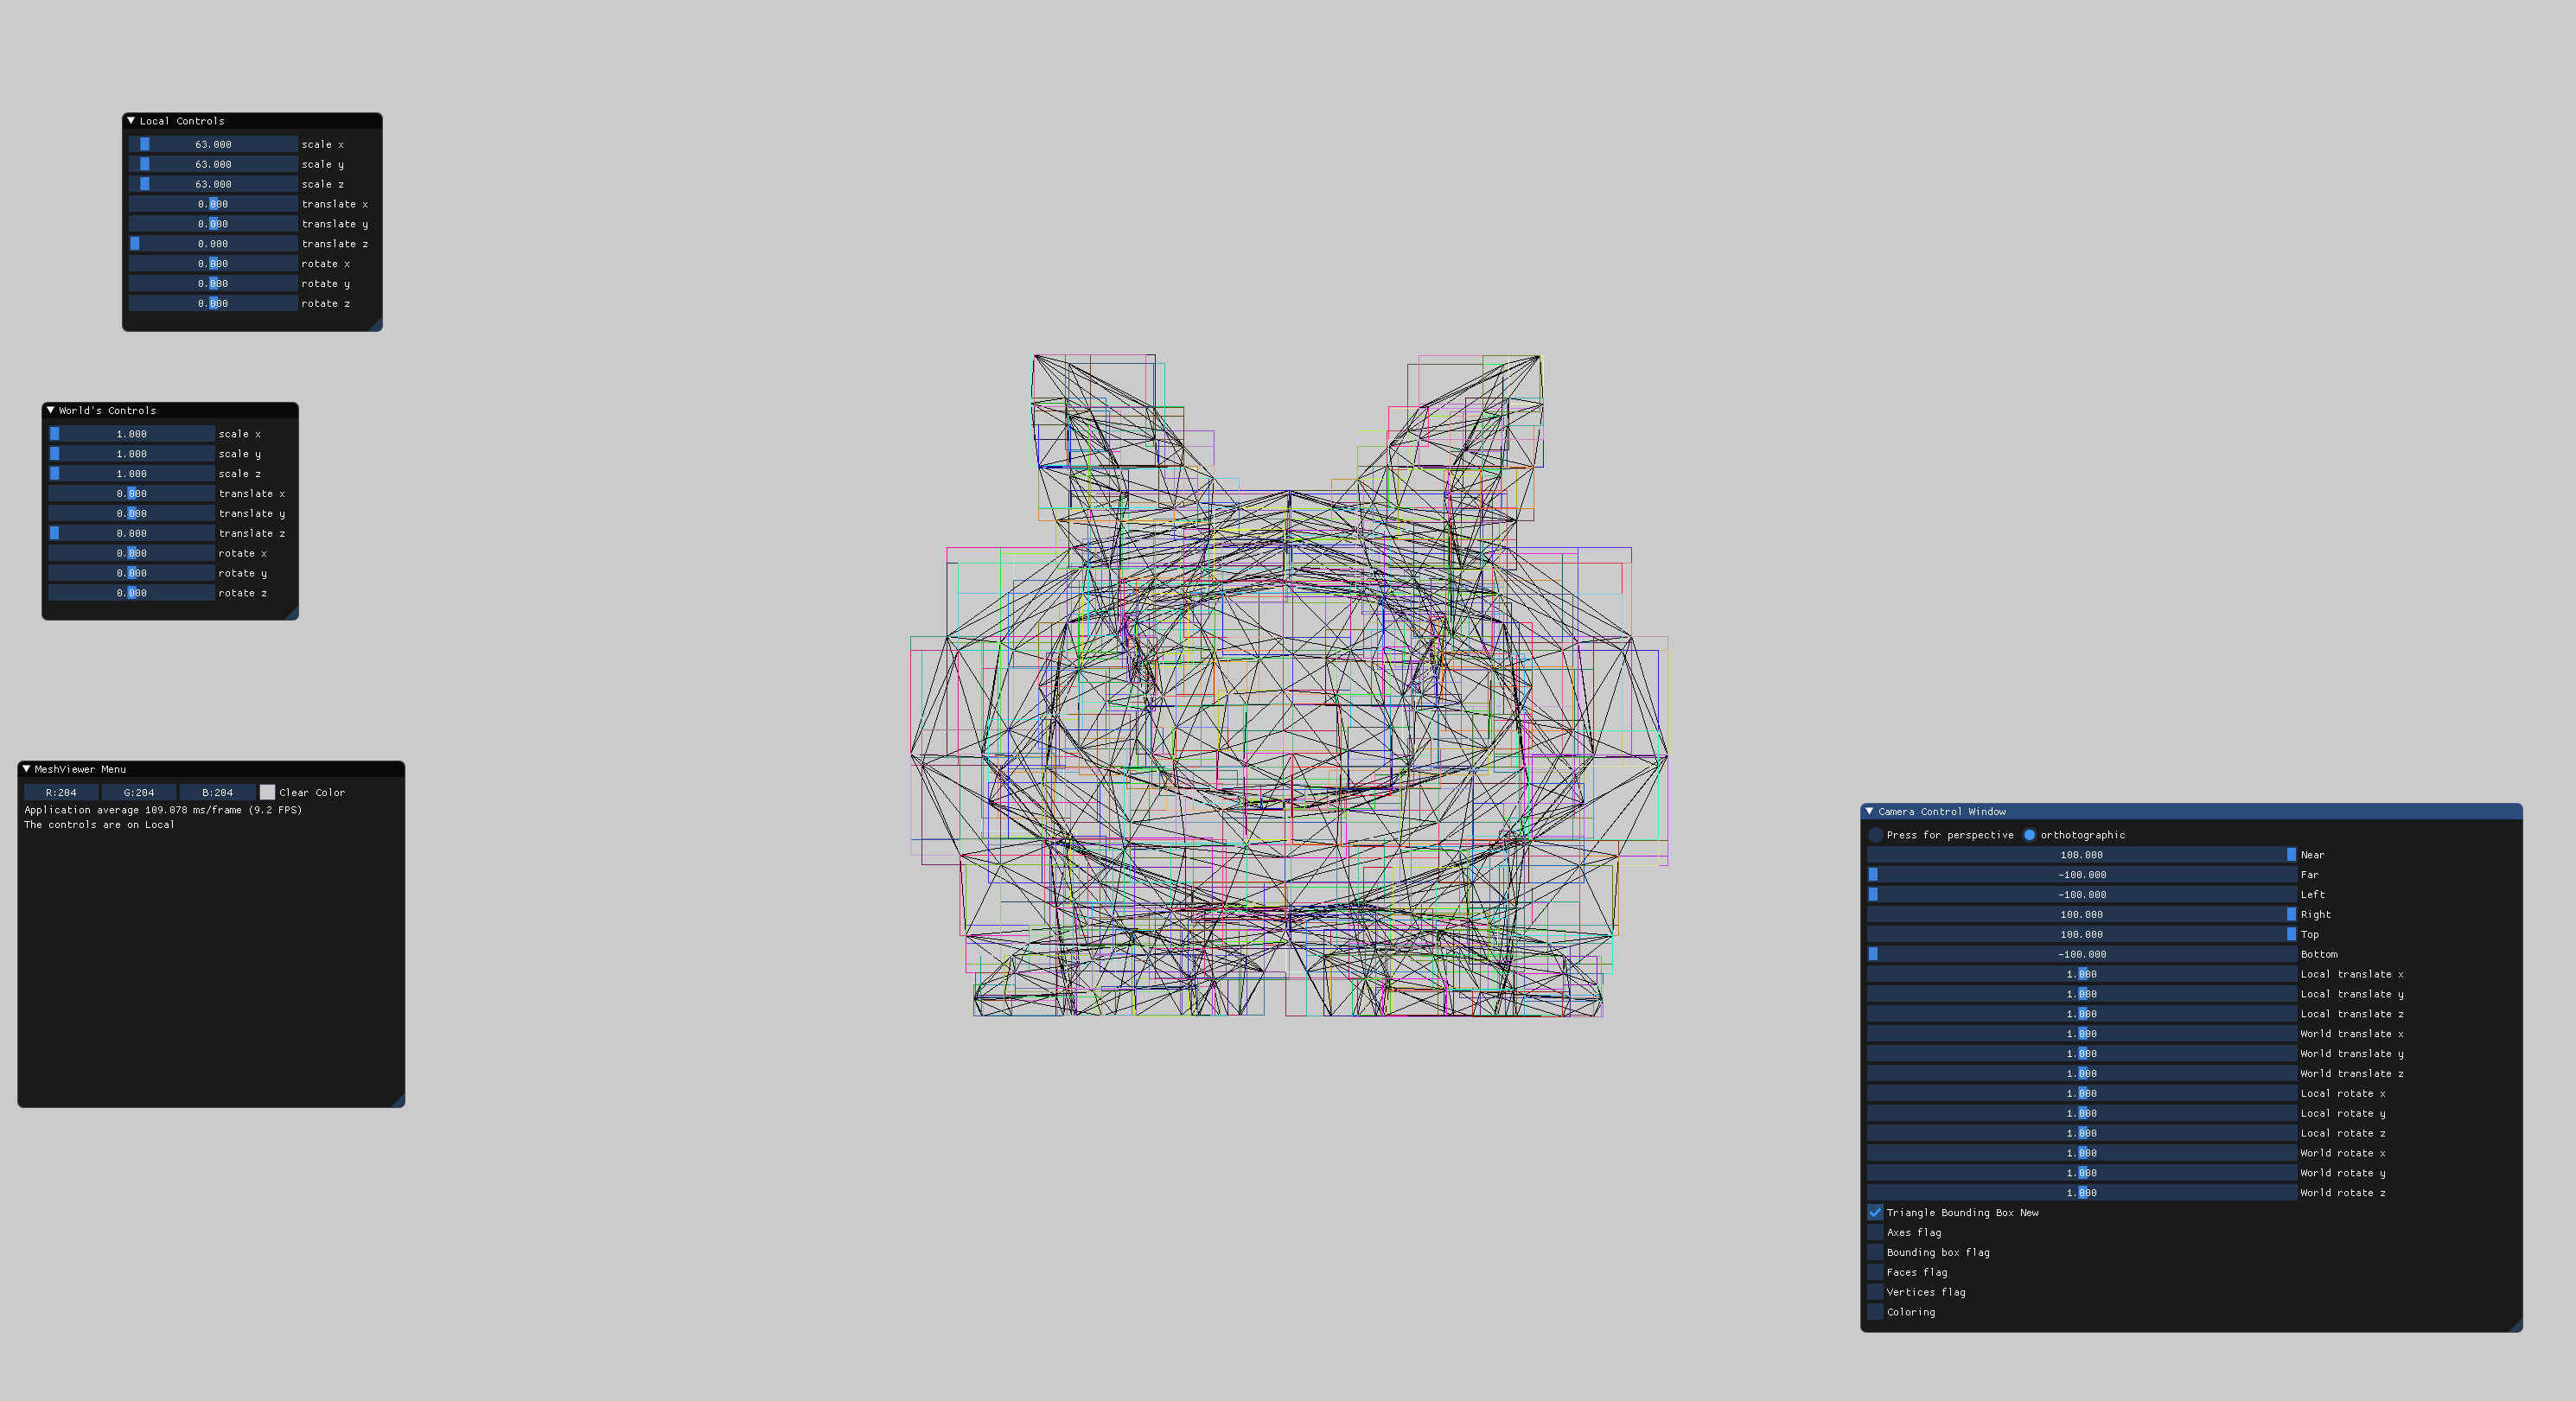 Local Controls
63.000 scale x
63.000 scale y
63.000 scale z
0.000 translate x
0.000 translate y
0.000 translate z
0.000 rotate x
0.000 rotate y
0.000 rotate z
World's Controls
1.000 scale x
1.000 scale y
1.000 scale z
0.000 translate x
0.000 translate y
0.000 translate z
0.000 rotate x
0.000 rotate y
0.000 rotate z
MeshViewer Menu
R:204 G:204 B:204 Clear Color
Application average 109.078 ms/frame (9.2 FPS)
The controls are on Local
Camera Control Window
Press for perspective orthotographic
100.000 Near
-100.000 Far
-100.000 Left
100.000 Right
100.000 Top
-100.000 Bottom
1.000 Local translate x
1.000 Local translate y
1.000 Local translate z
1.000 World translate x
1.000 World translate y
1.000 World translate z
1.000 Local rotate x
1.000 Local rotate y
1.000 Local rotate z
1.000 World rotate x
1.000 World rotate y
1.000 World rotate z
Triangle Bounding Box New
Axes flag
Bounding box flag
Faces flag
Vertices flag
Coloring